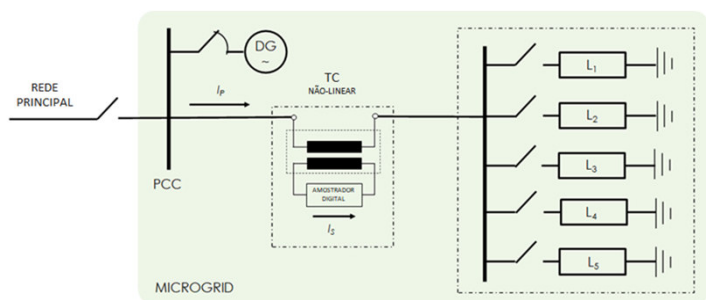 REDE
PRINCIPAL
PCC
DG
~
I_P
TC
NÃO-LINEAR
AMOSTRADOR
DIGITAL
I_S
L₁
L₂
L₃
L₄
L₅
MICROGRID